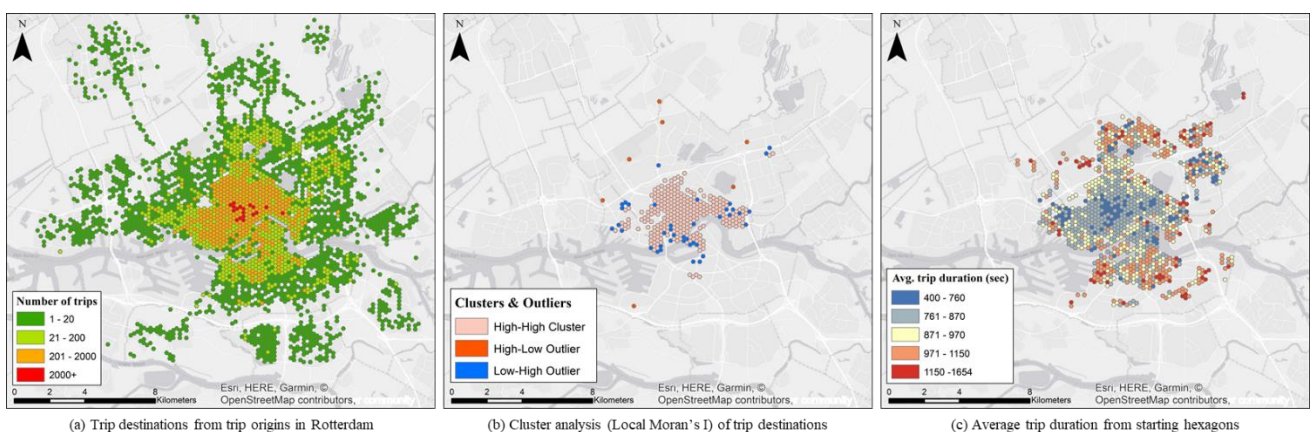 N
Number of trips
1 - 20
21 - 200
201 - 2000
2000+
0 2 4 8
Kilometers
Esri, HERE, Garmin, ©
OpenStreetMap contributors,
(a) Trip destinations from trip origins in Rotterdam
N
Clusters & Outliers
High-High Cluster
High-Low Outlier
Low-High Outlier
0 2 4 8
Kilometers
Esri, HERE, Garmin, ©
OpenStreetMap contributors, community
(b) Cluster analysis (Local Moran's I) of trip destinations
N
Avg. trip duration (sec)
400 - 760
761 - 870
871 - 970
971 - 1150
1150 -1654
0 2 4 8
Kilometers
Esri, HERE, Garmin, ©
OpenStreetMap contributors, community
(c) Average trip duration from starting hexagons